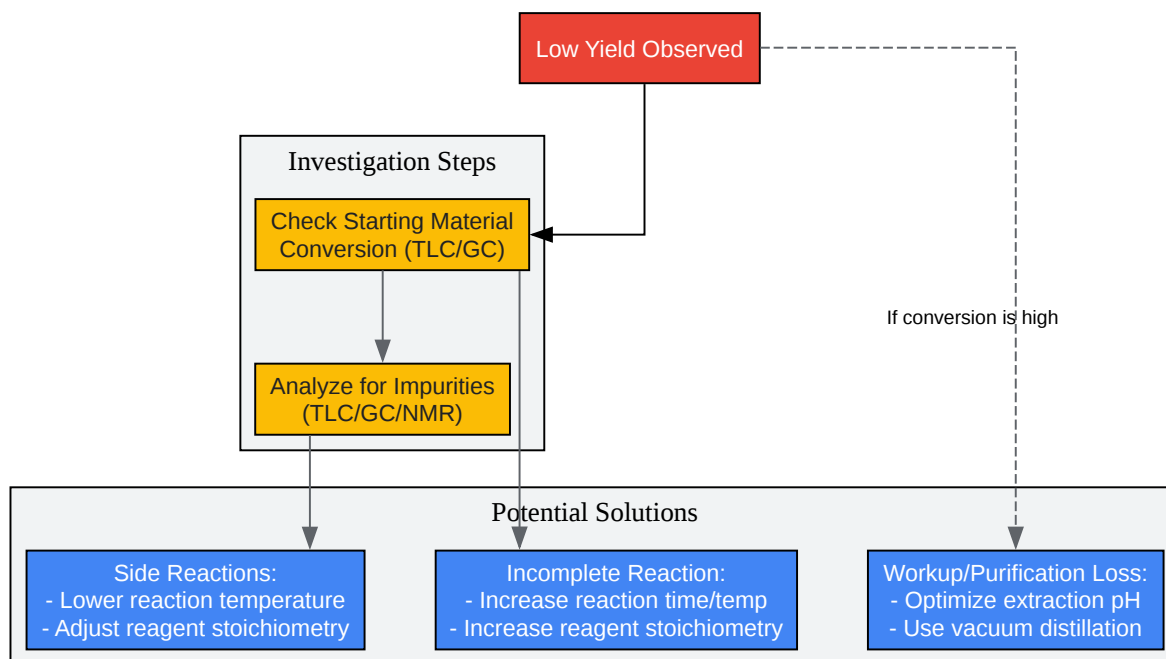 Low Yield Observed
Investigation Steps
Check Starting Material
Conversion (TLC/GC)
If conversion is high
Analyze for Impurities
(TLC/GC/NMR)
Potential Solutions
Side Reactions:
- Lower reaction temperature
- Adjust reagent stoichiometry
Incomplete Reaction:
- Increase reaction time/temp
- Increase reagent stoichiometry
Workup/Purification Loss:
- Optimize extraction pH
- Use vacuum distillation